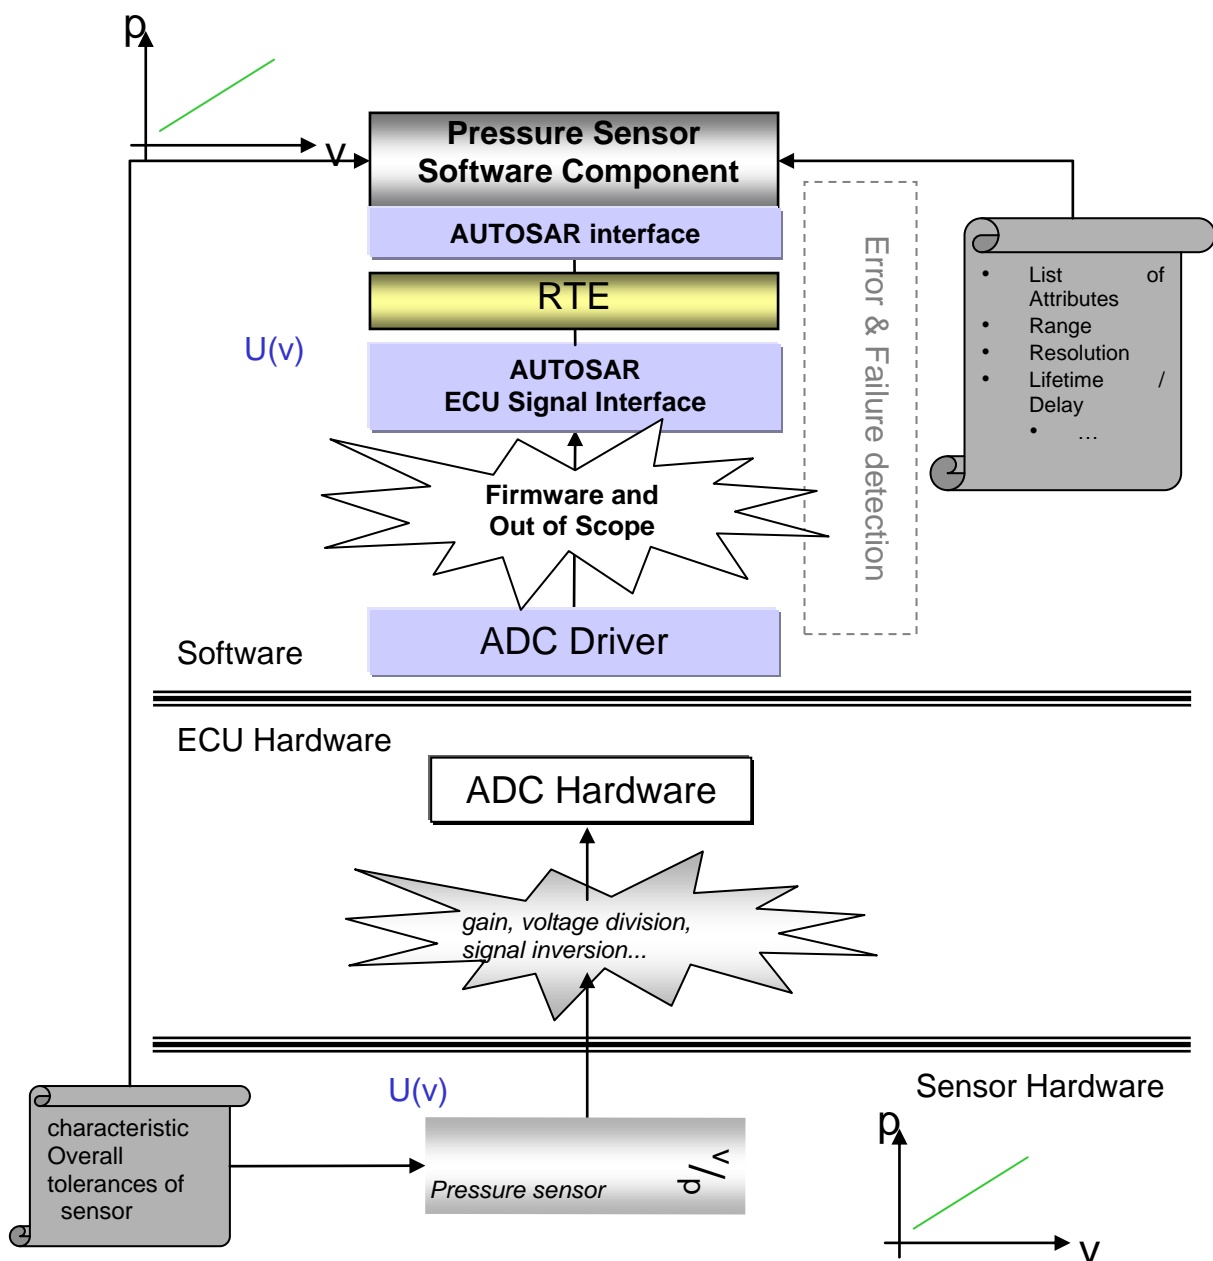 p
v
Pressure Sensor
Software Component
AUTOSAR interface
RTE
U(v)
AUTOSAR
ECU Signal Interface
Firmware and
Out of Scope
ADC Driver
Error & Failure detection
• List of
Attributes
• Range
• Resolution
• Lifetime /
Delay
• ...
Software
ECU Hardware
ADC Hardware
gain, voltage division,
signal inversion...
U(v)
Sensor Hardware
characteristic
Overall
tolerances of
sensor
Pressure sensor
v/p
p
v